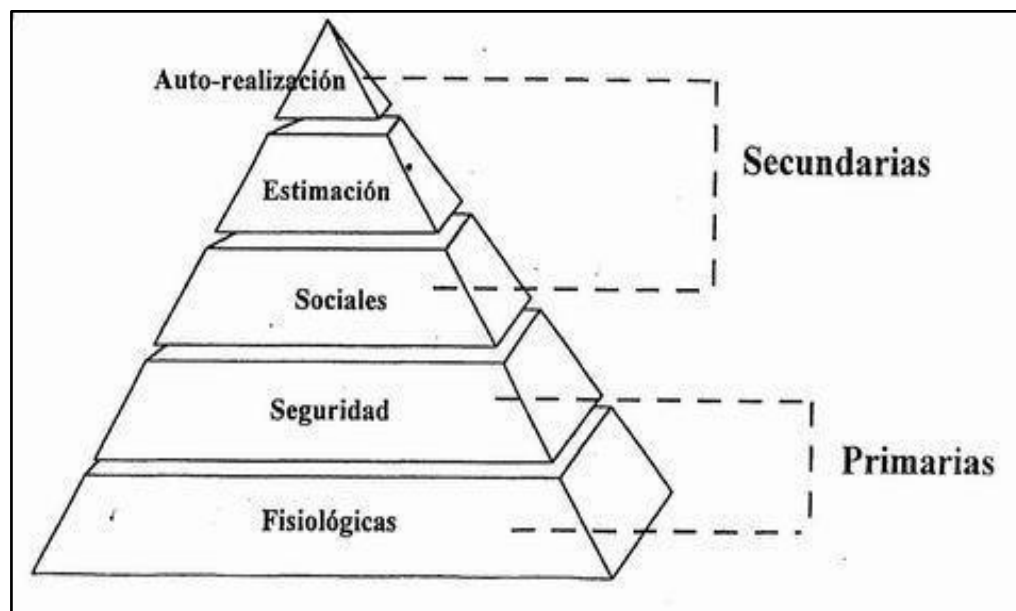 Auto-realización
Secundarias
Estimación
Sociales
Seguridad
Primarias
Fisiológicas